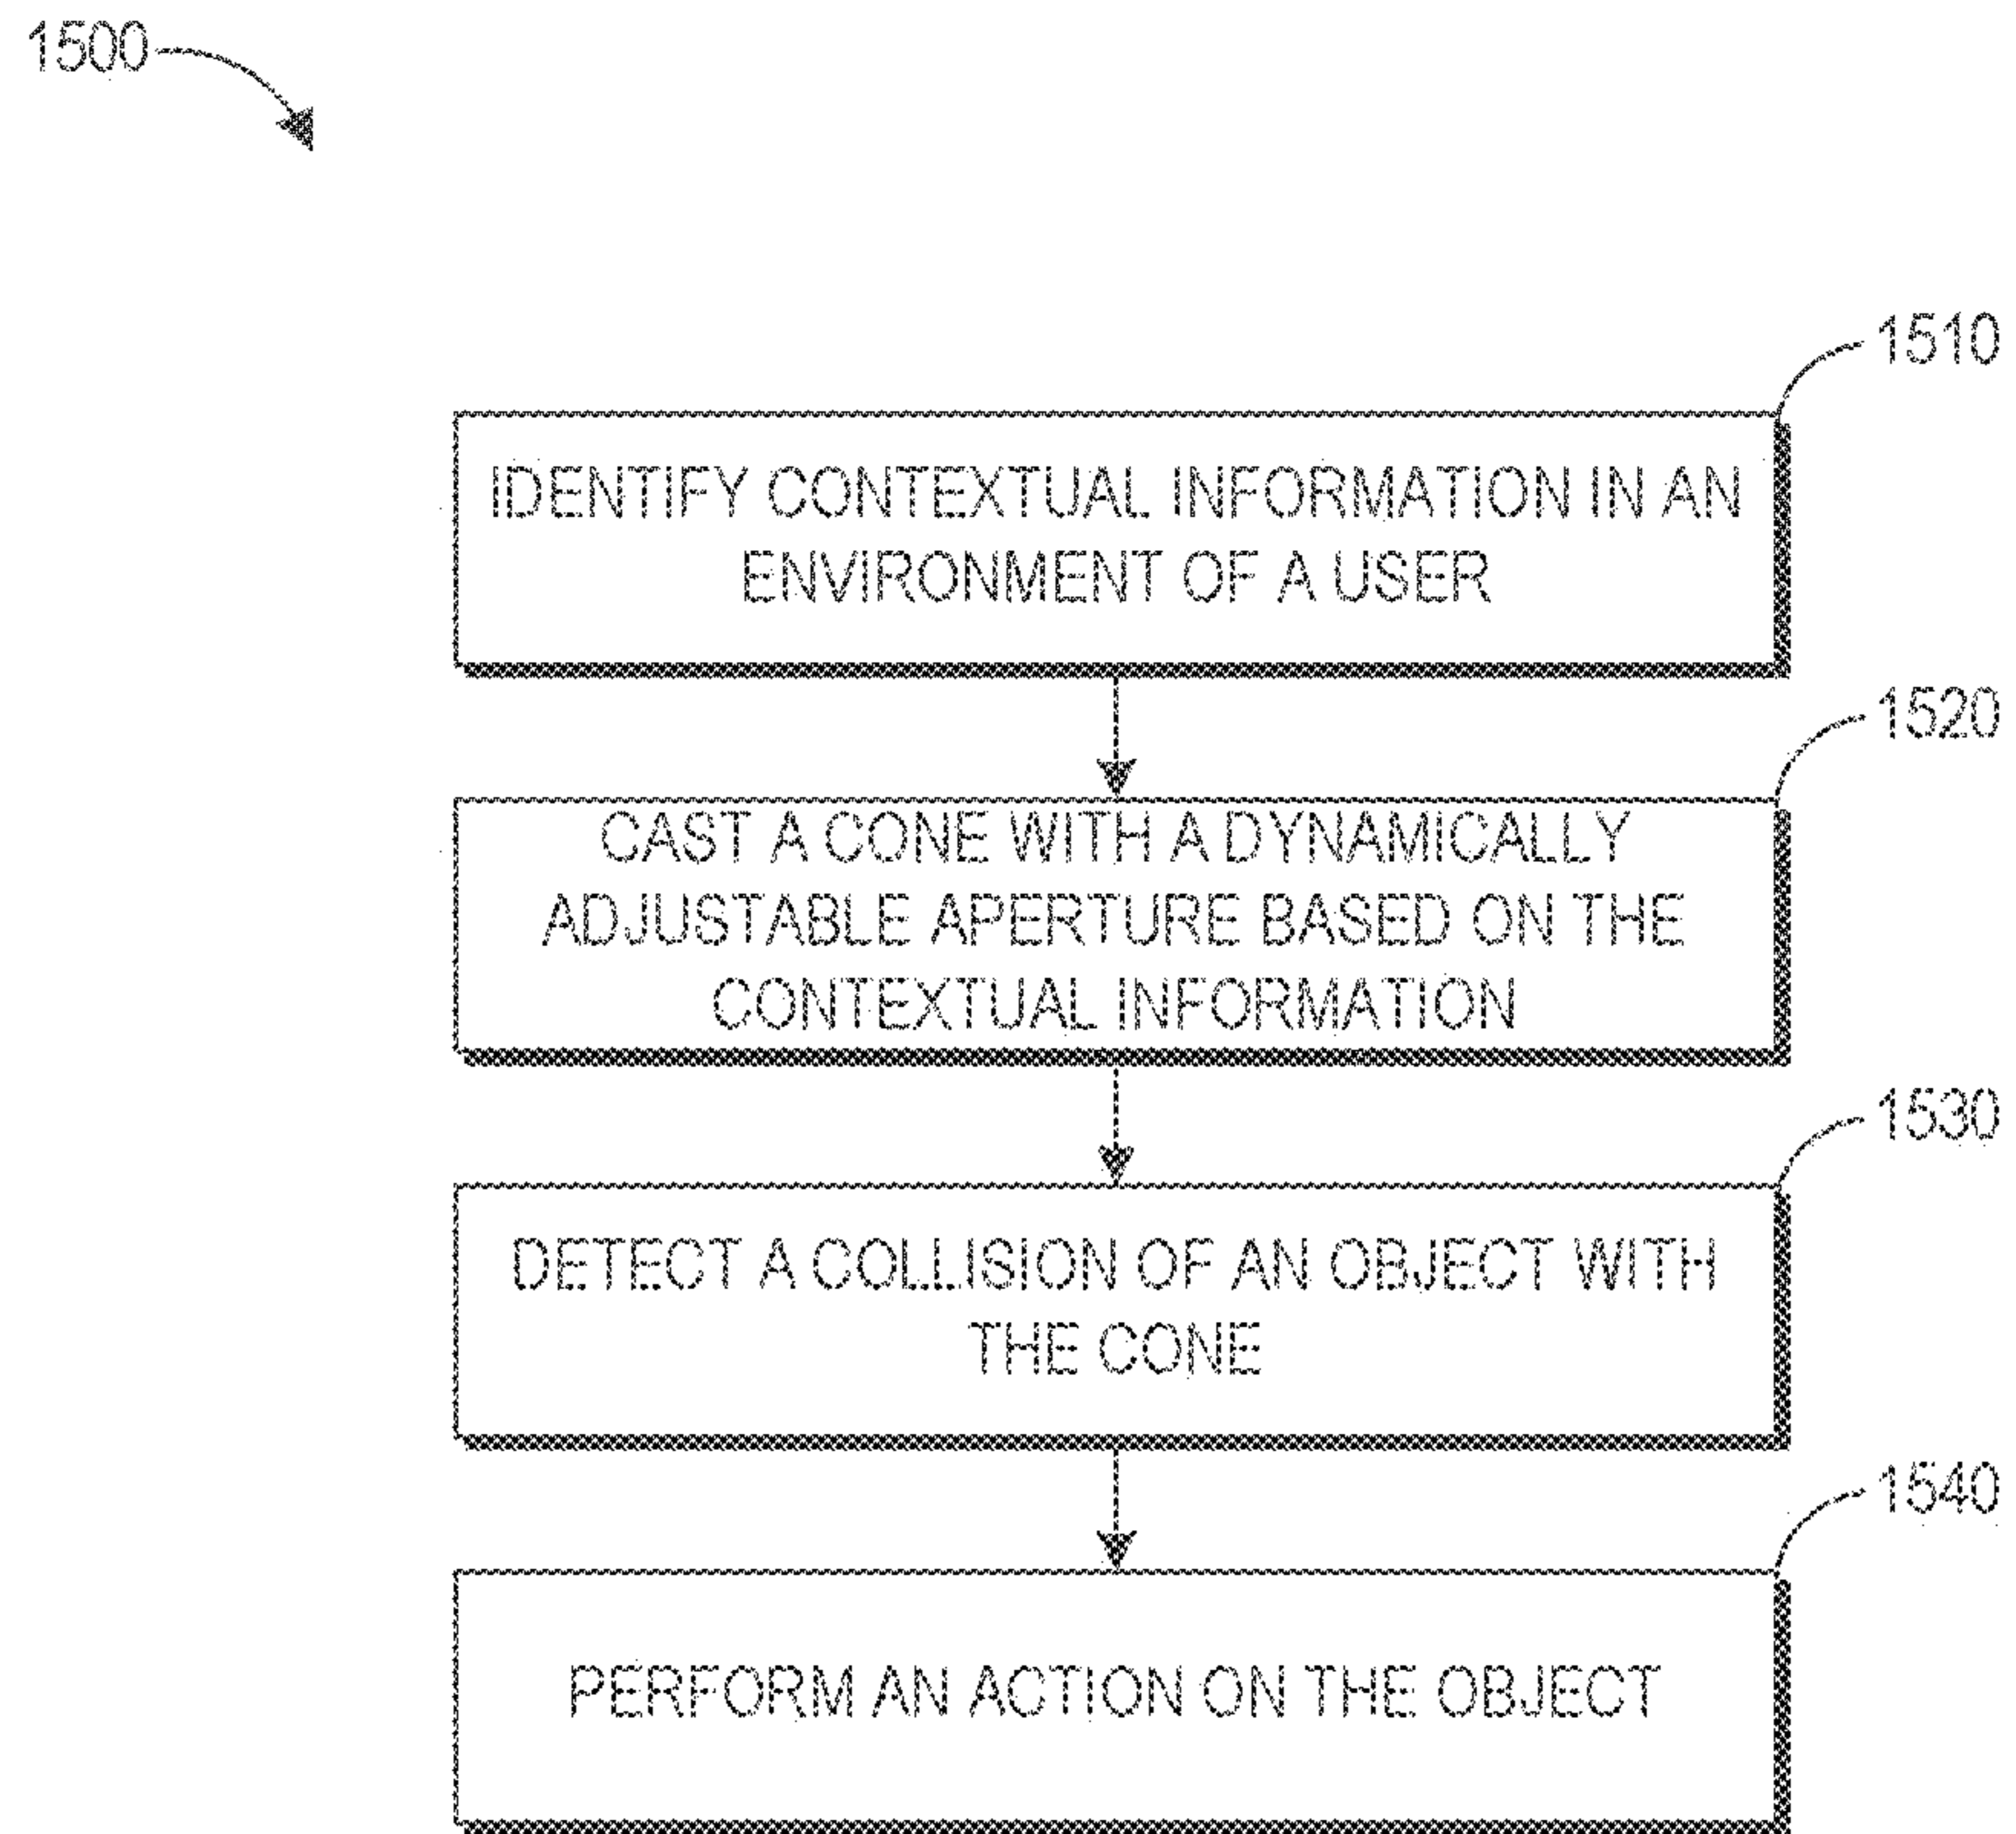 1500
1510
IDENTIFY CONTEXTUAL INFORMATION IN AN
ENVIRONMENT OF A USER
1520
CAST A CONE WITH A DYNAMICALLY
ADJUSTABLE APERTURE BASED ON THE
CONTEXTUAL INFORMATION
1530
DETECT A COLLISION OF AN OBJECT WITH
THE CONE
1540
PERFORM AN ACTION ON THE OBJECT